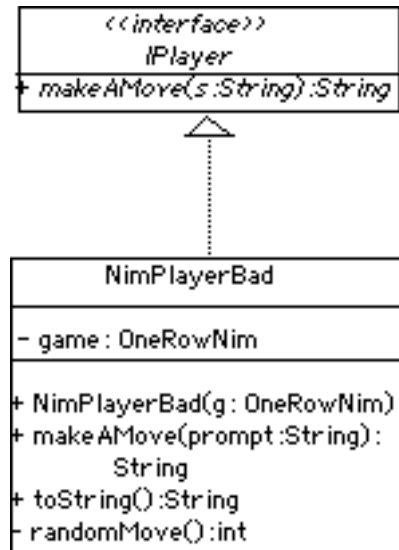 <<interface>>
IPlayer
+ makeAMove(s:String):String
NimPlayerBad
- game : OneRowNim
+ NimPlayerBad(g : OneRowNim)
+ makeAMove(prompt:String):
String
+ toString():String
- randomMove():int